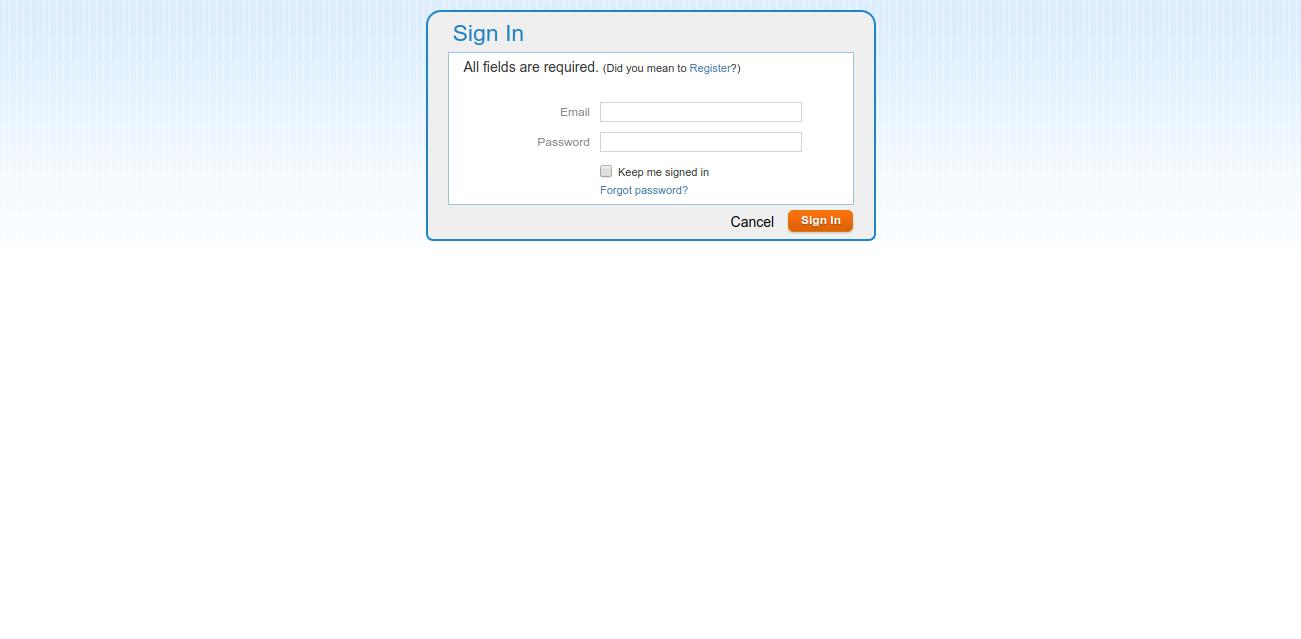 Sign In
All fields are required. (Did you mean to Register?)
Email
Password
Keep me signed in
Forgot password?
Cancel Sign In